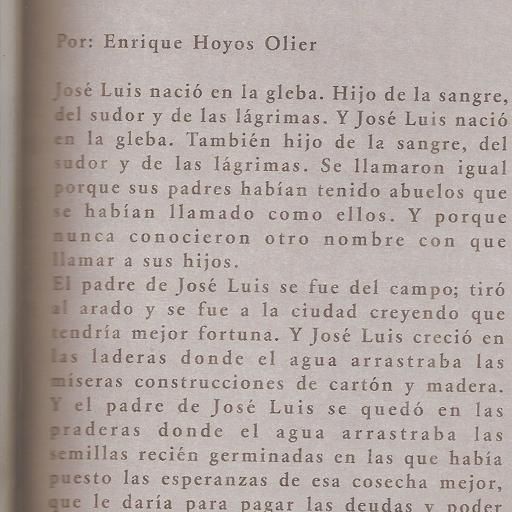 Por: Enrique Hoyos Olier
José Luis nació en la gleba. Hijo de la sangre,
del sudor y de las lágrimas. Y José Luis nació
en la gleba. También hijo de la sangre, del
sudor y de las lágrimas. Se llamaron igual
porque sus padres habían tenido abuelos que
se habían llamado como ellos. Y porque
nunca conocieron otro nombre con que
llamar a sus hijos.
El padre de José Luis se fue del campo; tiró
al arado y se fue a la ciudad creyendo que
tendría mejor fortuna. Y José Luis creció en
las laderas donde el agua arrastraba las
míseras construcciones de cartón y madera.
Y el padre de José Luis se quedó en las
praderas donde el agua arrastraba las
semillas recién germinadas en las que había
puesto las esperanzas de esa cosecha mejor,
que le daría para pagar las deudas y poder